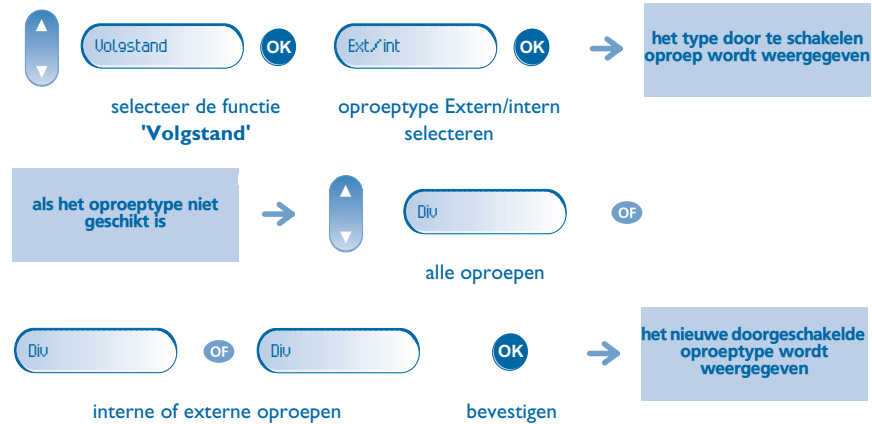 Volgstand
OK
Ext/int
OK
het type door te schakelen
oproep wordt weergegeven
selecteer de functie
'Volgstand'
oproeptype Extern/intern
selecteren
als het oproeptype niet
geschikt is
Div
OF
alle oproepen
Div
OF
Div
OK
het nieuwe doorgeschakelde
oproeptype wordt
weergegeven
interne of externe oproepen
bevestigen